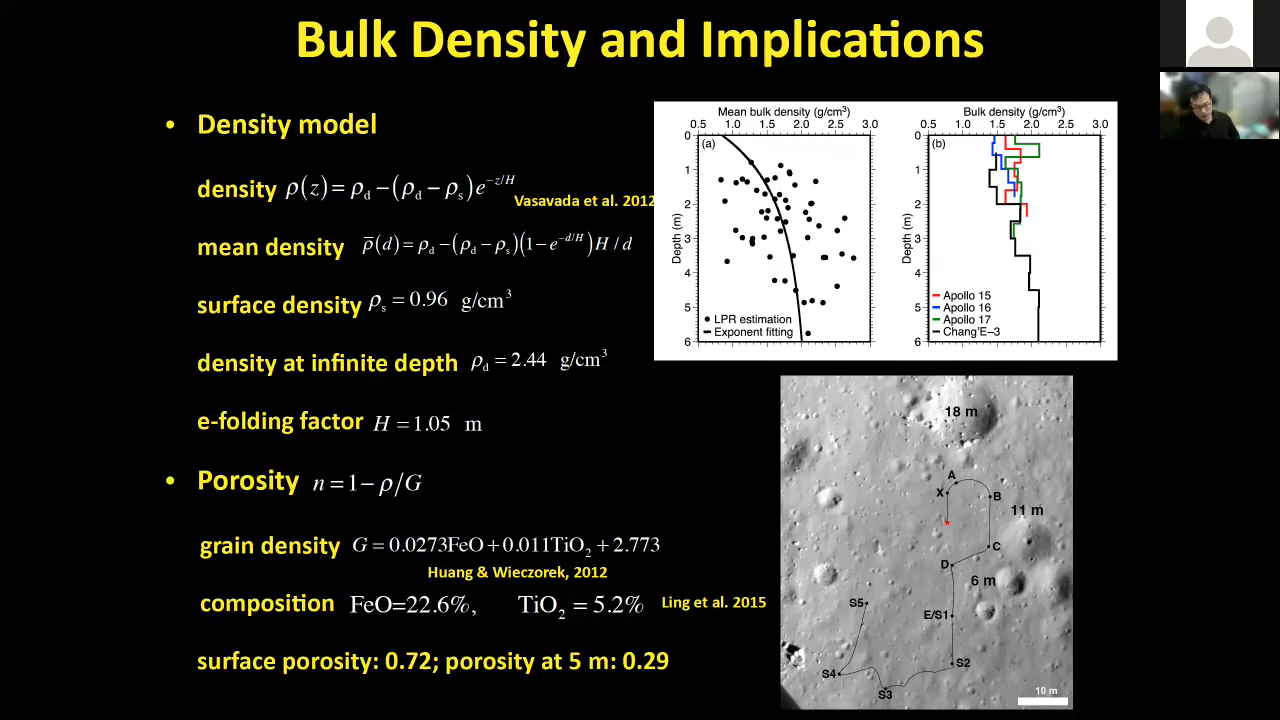 Bulk Density and Implications
• Density model
density ρ(z) = ρd − (ρd − ρs) e^−z/H
Vasavada et al. 2012
mean density ρ̅(d) = ρd − (ρd − ρs)(1 − e^−d/H) H / d
surface density ρs = 0.96 g/cm³
density at infinite depth ρd = 2.44 g/cm³
e-folding factor H = 1.05 m
• Porosity n = 1 − ρ/G
grain density G = 0.0273FeO + 0.011TiO₂ + 2.773
Huang & Wieczorek, 2012
composition FeO=22.6%, TiO₂ = 5.2%
Ling et al. 2015
surface porosity: 0.72; porosity at 5 m: 0.29
Mean bulk density (g/cm³)
0.5 1.0 1.5 2.0 2.5 3.0
(a)
0
1
2
3
4
5
6
Depth (m)
LPR estimation
Exponent fitting
Bulk density (g/cm³)
0.5 1.0 1.5 2.0 2.5 3.0
(b)
0
1
2
3
4
5
6
Depth (m)
Apollo 15
Apollo 16
Apollo 17
Chang'E–3
18 m
A
X
B
11 m
C
D
6 m
S5
E/S1
S2
S4
S3
10 m